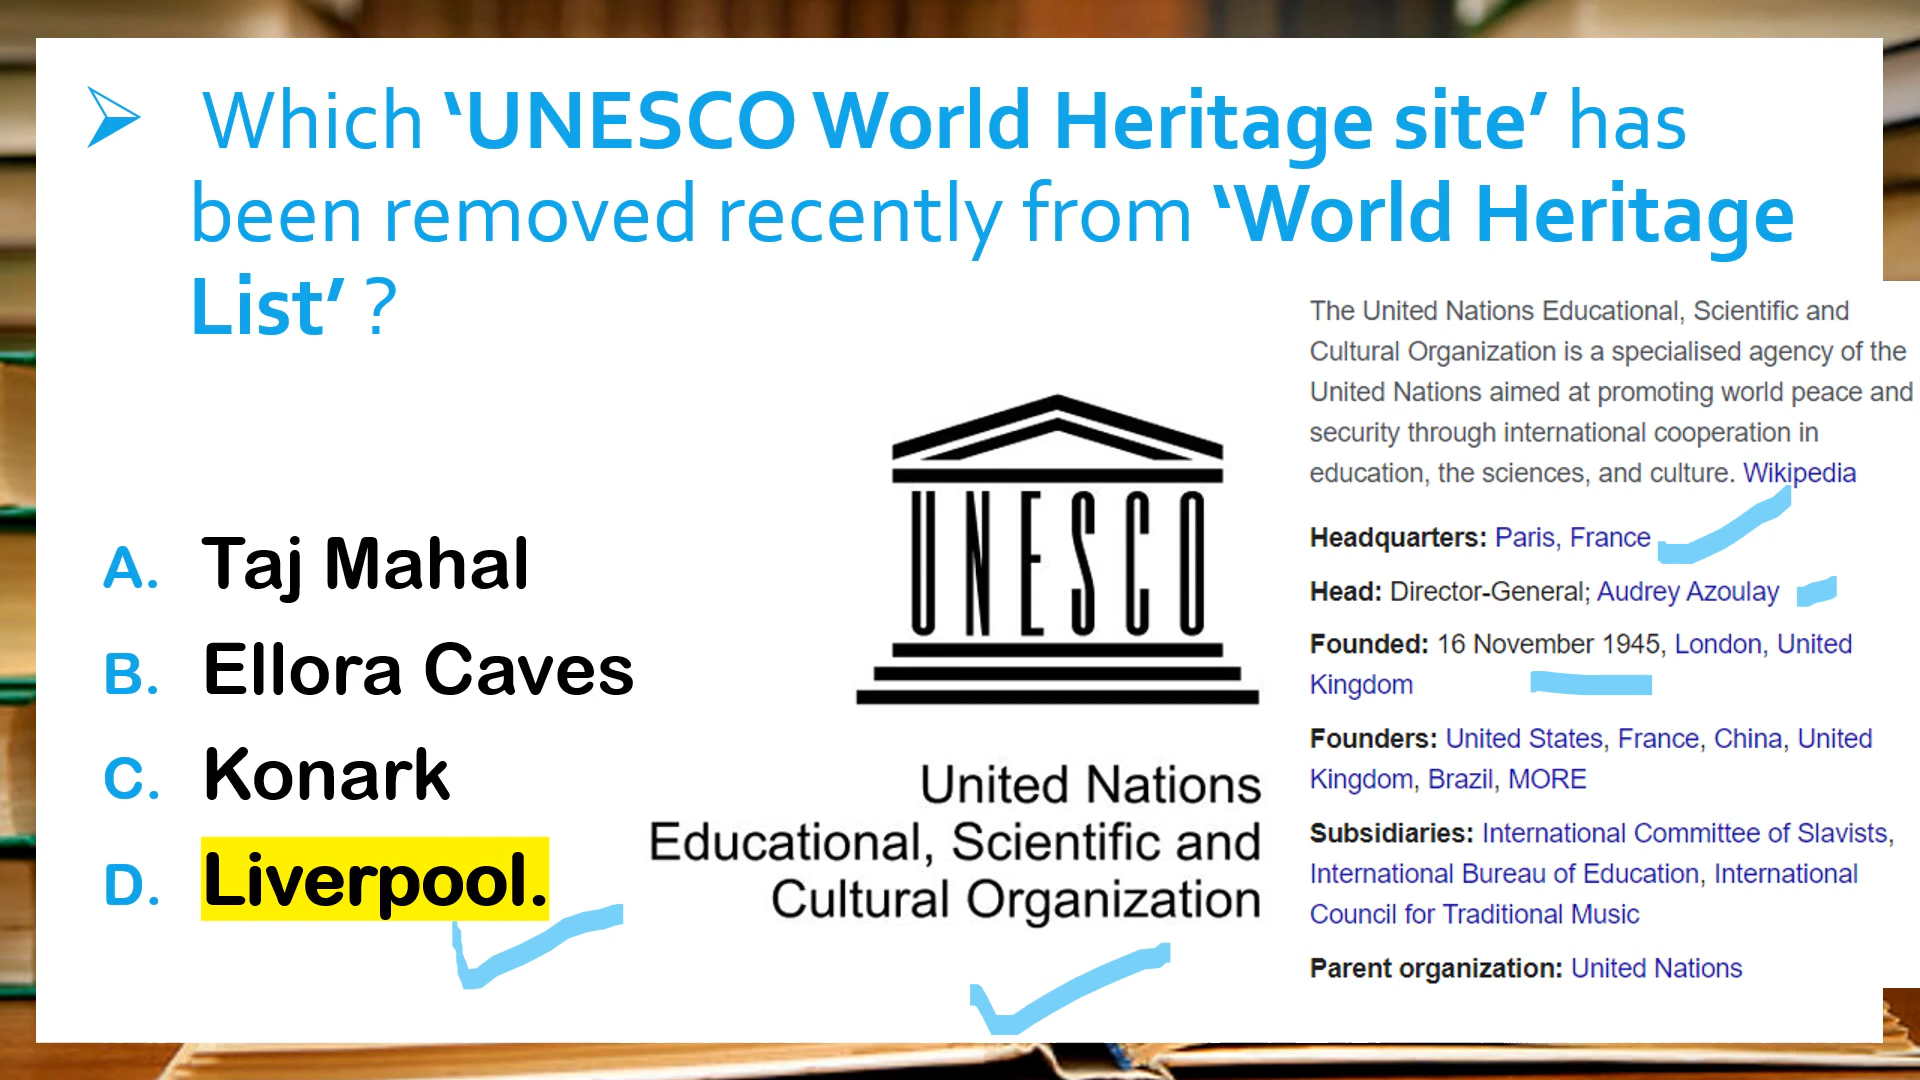 Which ‘UNESCO World Heritage site’ has
been removed recently from ‘World Heritage
List’ ?
A. Taj Mahal
B. Ellora Caves
C. Konark
D. Liverpool.
UNESCO
United Nations
Educational, Scientific and
Cultural Organization
The United Nations Educational, Scientific and
Cultural Organization is a specialised agency of the
United Nations aimed at promoting world peace and
security through international cooperation in
education, the sciences, and culture. Wikipedia
Headquarters: Paris, France
Head: Director-General; Audrey Azoulay
Founded: 16 November 1945, London, United
Kingdom
Founders: United States, France, China, United
Kingdom, Brazil, MORE
Subsidiaries: International Committee of Slavists,
International Bureau of Education, International
Council for Traditional Music
Parent organization: United Nations